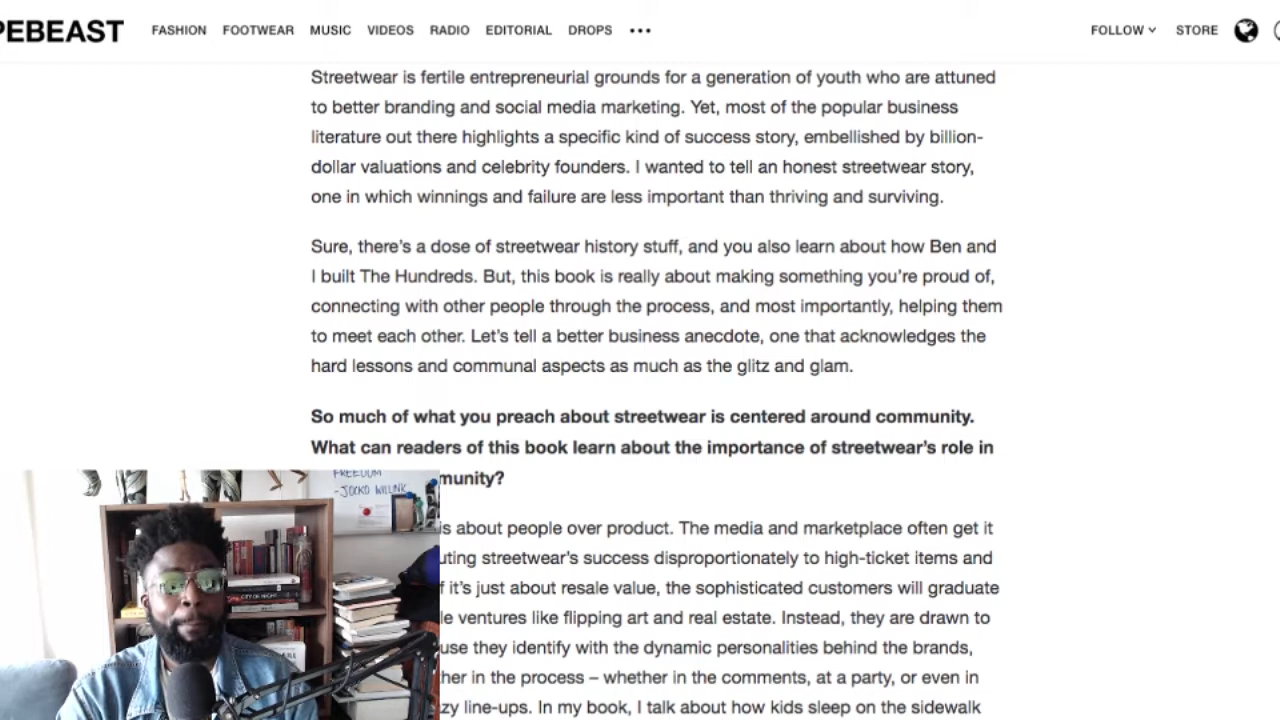 PEBEAST FASHION FOOTWEAR MUSIC VIDEOS RADIO EDITORIAL DROPS ••• FOLLOW STORE
Streetwear is fertile entrepreneurial grounds for a generation of youth who are attuned
to better branding and social media marketing. Yet, most of the popular business
literature out there highlights a specific kind of success story, embellished by billion-
dollar valuations and celebrity founders. I wanted to tell an honest streetwear story,
one in which winnings and failure are less important than thriving and surviving.
Sure, there's a dose of streetwear history stuff, and you also learn about how Ben and
I built The Hundreds. But, this book is really about making something you're proud of,
connecting with other people through the process, and most importantly, helping them
to meet each other. Let's tell a better business anecdote, one that acknowledges the
hard lessons and communal aspects as much as the glitz and glam.
So much of what you preach about streetwear is centered around community.
What can readers of this book learn about the importance of streetwear's role in
munity?
is about people over product. The media and marketplace often get it
uting streetwear's success disproportionately to high-ticket items and
f it's just about resale value, the sophisticated customers will graduate
le ventures like flipping art and real estate. Instead, they are drawn to
use they identify with the dynamic personalities behind the brands,
her in the process – whether in the comments, at a party, or even in
zy line-ups. In my book, I talk about how kids sleep on the sidewalk
FREEDOM
-JOCKO WILLINK
CITY OF NIGHT